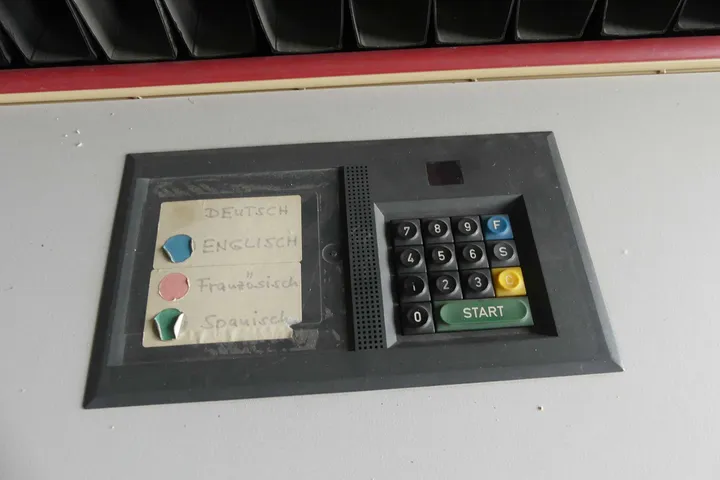 DEUTSCH
ENGLISCH
Französisch
Spanisch
7 8 9 F
4 5 6 S
1 2 3
0 START